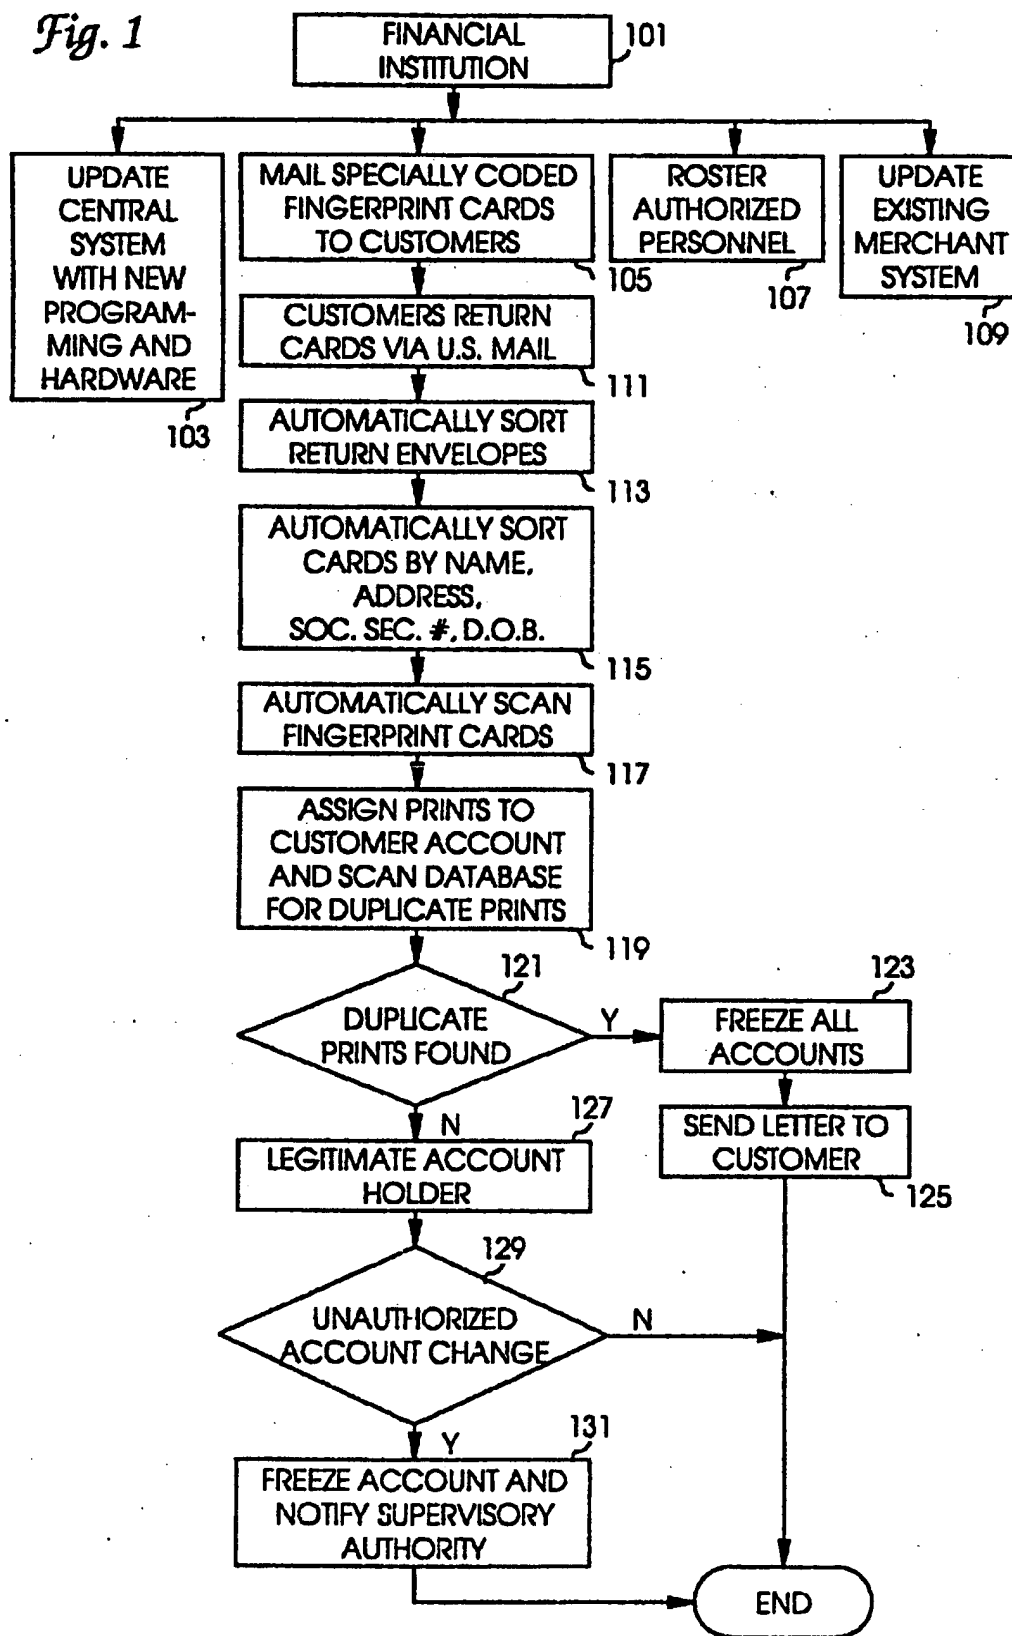 Fig. 1
FINANCIAL
INSTITUTION
101
UPDATE
CENTRAL
SYSTEM
WITH NEW
PROGRAM-
MING AND
HARDWARE
103
MAIL SPECIALLY CODED
FINGERPRINT CARDS
TO CUSTOMERS
105
ROSTER
AUTHORIZED
PERSONNEL
107
UPDATE
EXISTING
MERCHANT
SYSTEM
109
CUSTOMERS RETURN
CARDS VIA U.S. MAIL
111
AUTOMATICALLY SORT
RETURN ENVELOPES
113
AUTOMATICALLY SORT
CARDS BY NAME,
ADDRESS,
SOC. SEC. #, D.O.B.
115
AUTOMATICALLY SCAN
FINGERPRINT CARDS
117
ASSIGN PRINTS TO
CUSTOMER ACCOUNT
AND SCAN DATABASE
FOR DUPLICATE PRINTS
119
121
DUPLICATE
PRINTS FOUND
Y
123
FREEZE ALL
ACCOUNTS
SEND LETTER TO
CUSTOMER
125
N
127
LEGITIMATE ACCOUNT
HOLDER
129
UNAUTHORIZED
ACCOUNT CHANGE
N
Y
131
FREEZE ACCOUNT AND
NOTIFY SUPERVISORY
AUTHORITY
END